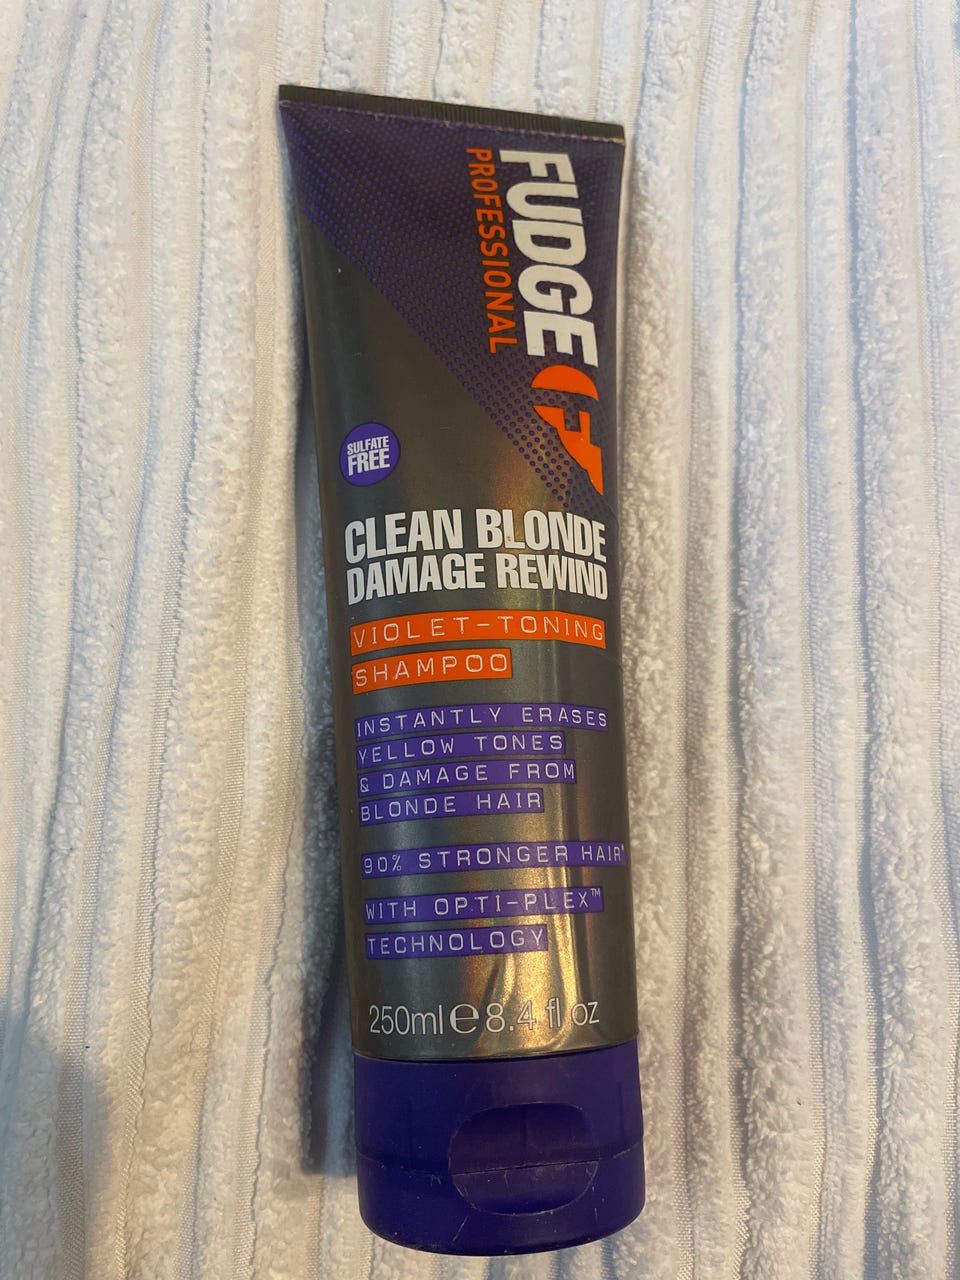 FUDGE
PROFESSIONAL
F
SULFATE
FREE
CLEAN BLONDE
DAMAGE REWIND
VIOLET-TONING
SHAMPOO
INSTANTLY ERASES
YELLOW TONES
& DAMAGE FROM
BLONDE HAIR
90% STRONGER HAIR*
WITH OPTI-PLEX™
TECHNOLOGY
250ml e 8.4 fl oz